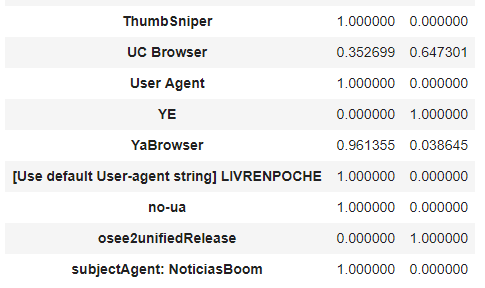 ThumbSniper 1.000000 0.000000
UC Browser 0.352699 0.647301
User Agent 1.000000 0.000000
YE 0.000000 1.000000
YaBrowser 0.961355 0.038645
[Use default User-agent string] LIVRENPOCHE 1.000000 0.000000
no-ua 1.000000 0.000000
osee2unifiedRelease 0.000000 1.000000
subjectAgent: NoticiasBoom 1.000000 0.000000